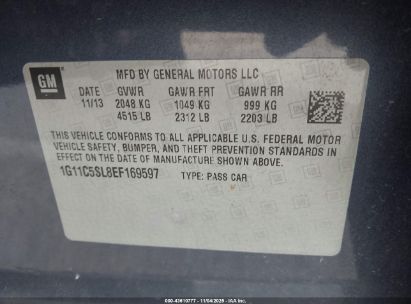 GM
MFD BY GENERAL MOTORS LLC
DATE GVWR GAWR FRT GAWR RR
11/13 2048 KG 1049 KG 999 KG
4515 LB 2312 LB 2203 LB
THIS VEHICLE CONFORMS TO ALL APPLICABLE U.S. FEDERAL MOTOR
VEHICLE SAFETY, BUMPER, AND THEFT PREVENTION STANDARDS IN
EFFECT ON THE DATE OF MANUFACTURE SHOWN ABOVE.
1G11C5SL8EF169597 TYPE: PASS CAR